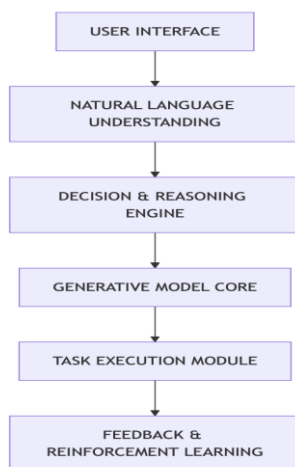 USER INTERFACE
NATURAL LANGUAGE
UNDERSTANDING
DECISION & REASONING
ENGINE
GENERATIVE MODEL CORE
TASK EXECUTION MODULE
FEEDBACK &
REINFORCEMENT LEARNING